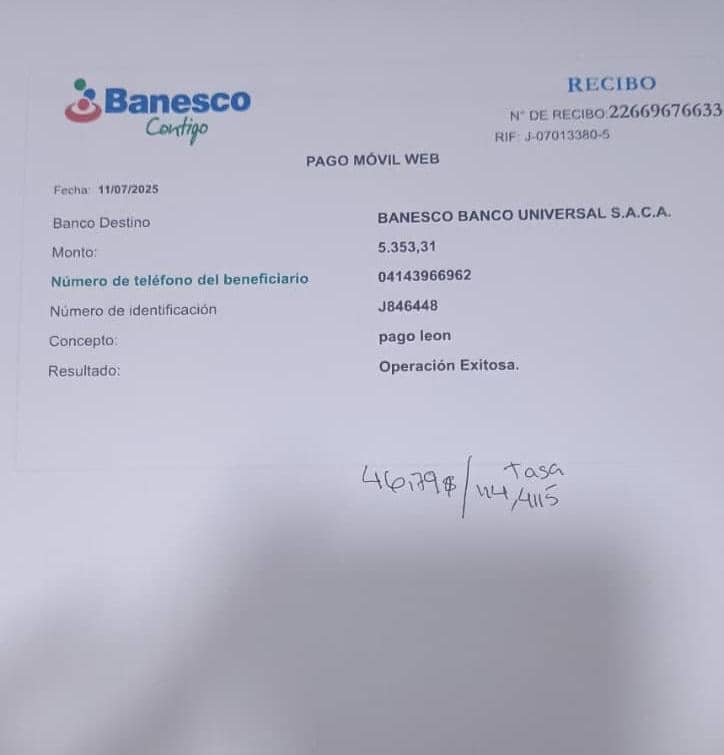 Banesco
Contigo
RECIBO
N° DE RECIBO:22669676633
RIF: J-07013380-5
PAGO MÓVIL WEB
Fecha: 11/07/2025
Banco Destino BANESCO BANCO UNIVERSAL S.A.C.A.
Monto: 5.353,31
Número de teléfono del beneficiario 04143966962
Número de identificación J846448
Concepto: pago leon
Resultado: Operación Exitosa.
46,79$/ Tasa
114,4115